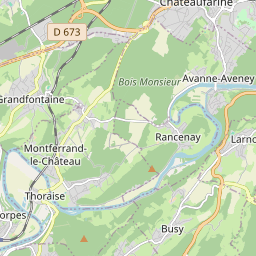 Châteaufarine
D 673
Bois Monsieur
Avanne-Aveney
Grandfontaine
Rancenay
Montferrand-
le-Château
Thoraise
Busy